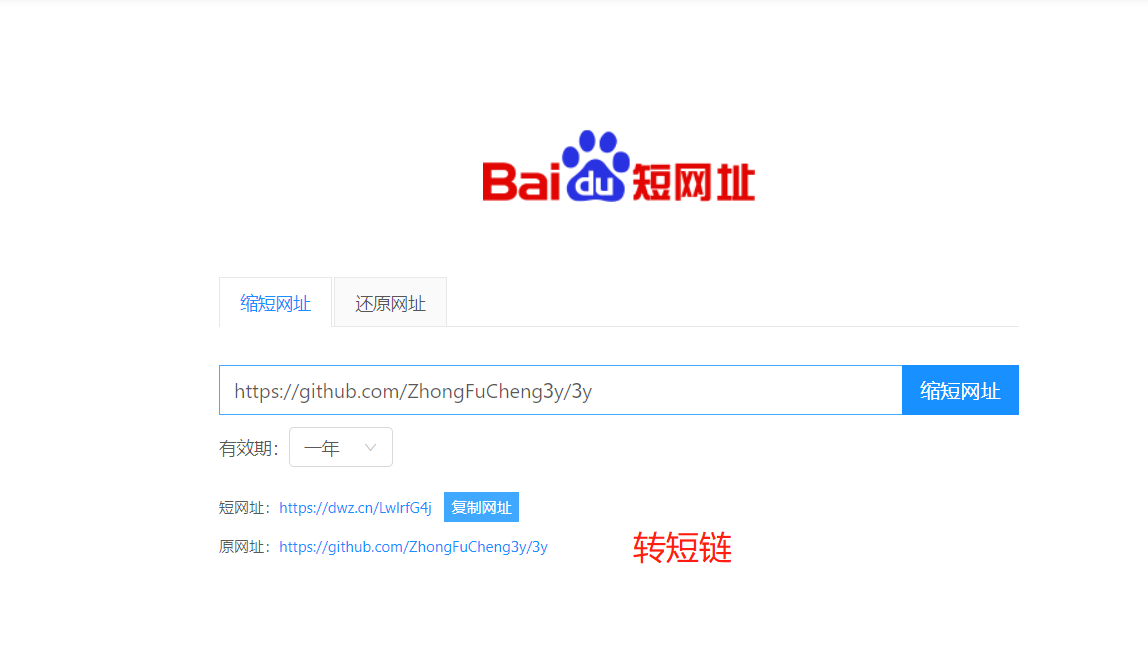 Baidu短网址
缩短网址 还原网址
https://github.com/ZhongFuCheng3y/3y 缩短网址
有效期： 一年
短网址：https://dwz.cn/LwIrfG4j 复制网址
原网址：https://github.com/ZhongFuCheng3y/3y
转短链